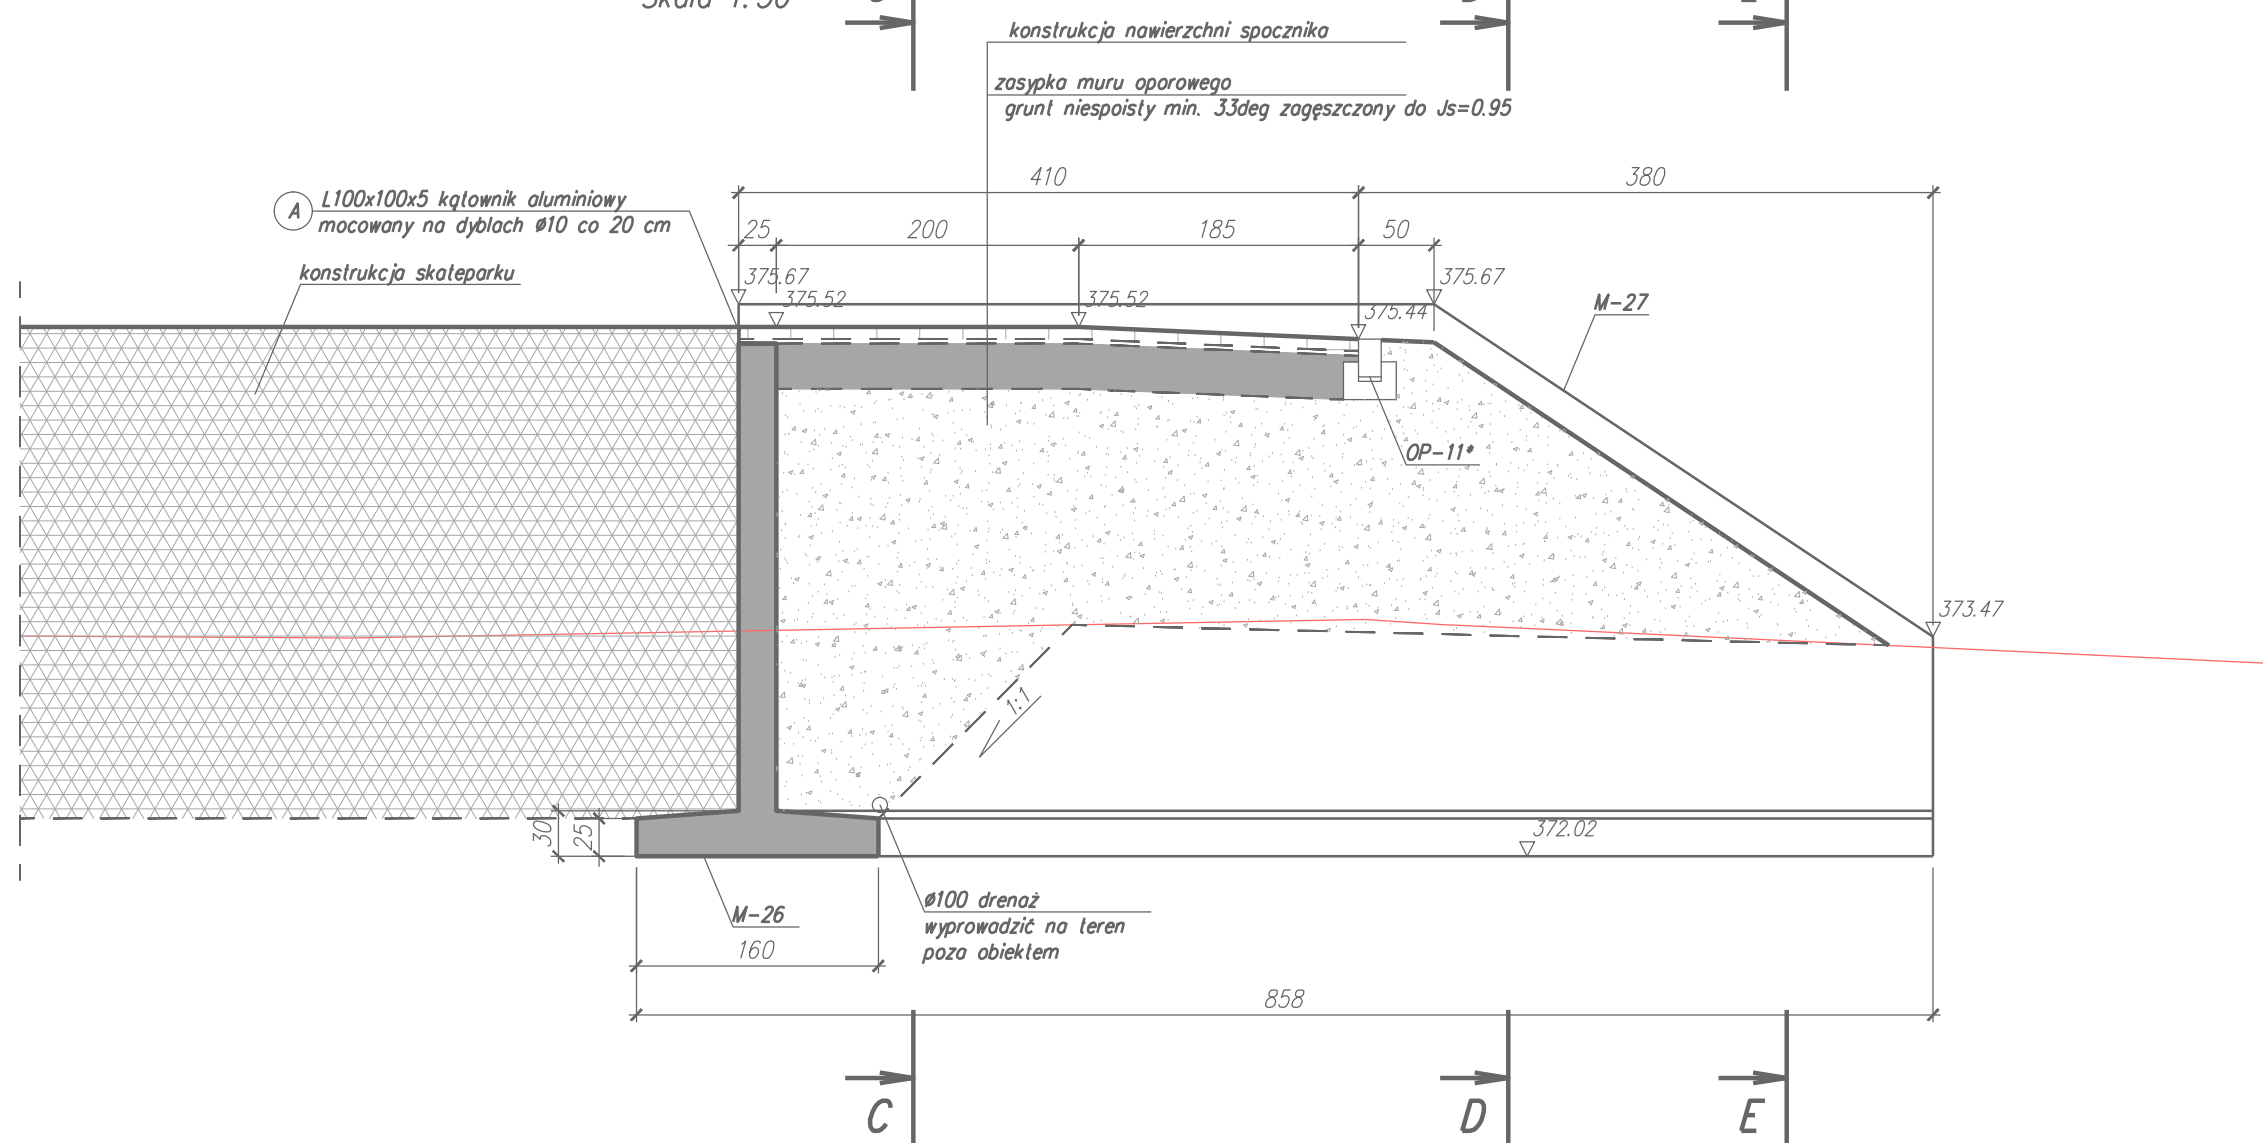 Skala 1:50
konstrukcja nawierzchni spocznika
zasypka muru oporowego
grunt niespoisty min. 33deg zagęszczony do Js=0.95
410
380
A
L100x100x5 kątownik aluminiowy
mocowany na dyblach ø10 co 20 cm
25
200
185
50
konstrukcja skateparku
375.67
375.67
375.52
375.52
375.44
M-27
OP-11*
373.47
1:1
30
25
372.02
ø100 drenaż
wyprowadzić na teren
poza obiektem
M-26
160
858
C
D
E